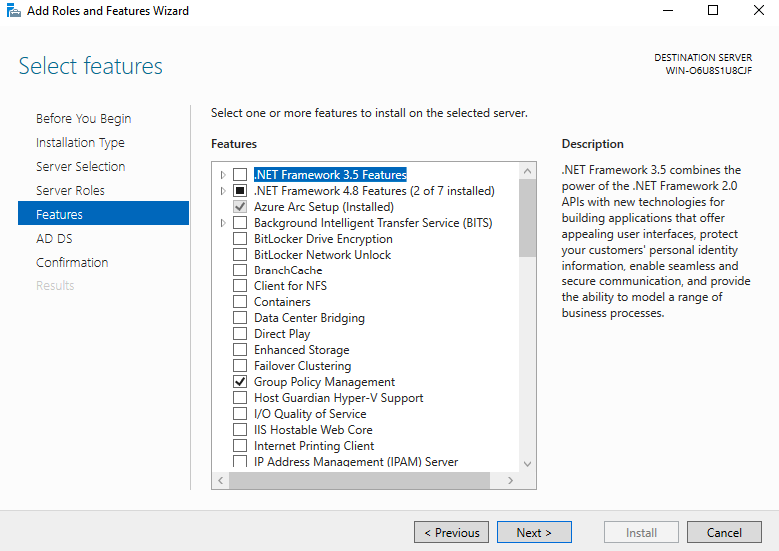 Add Roles and Features Wizard
Select features
DESTINATION SERVER
WIN-O6U8S1U8CJF
Before You Begin
Installation Type
Server Selection
Server Roles
Features
AD DS
Confirmation
Results
Select one or more features to install on the selected server.
Features
.NET Framework 3.5 Features
.NET Framework 4.8 Features (2 of 7 installed)
Azure Arc Setup (Installed)
Background Intelligent Transfer Service (BITS)
BitLocker Drive Encryption
BitLocker Network Unlock
BranchCache
Client for NFS
Containers
Data Center Bridging
Direct Play
Enhanced Storage
Failover Clustering
Group Policy Management
Host Guardian Hyper-V Support
I/O Quality of Service
IIS Hostable Web Core
Internet Printing Client
IP Address Management (IPAM) Server
Description
.NET Framework 3.5 combines the
power of the .NET Framework 2.0
APIs with new technologies for
building applications that offer
appealing user interfaces, protect
your customers' personal identity
information, enable seamless and
secure communication, and provide
the ability to model a range of
business processes.
< Previous
Next >
Install
Cancel